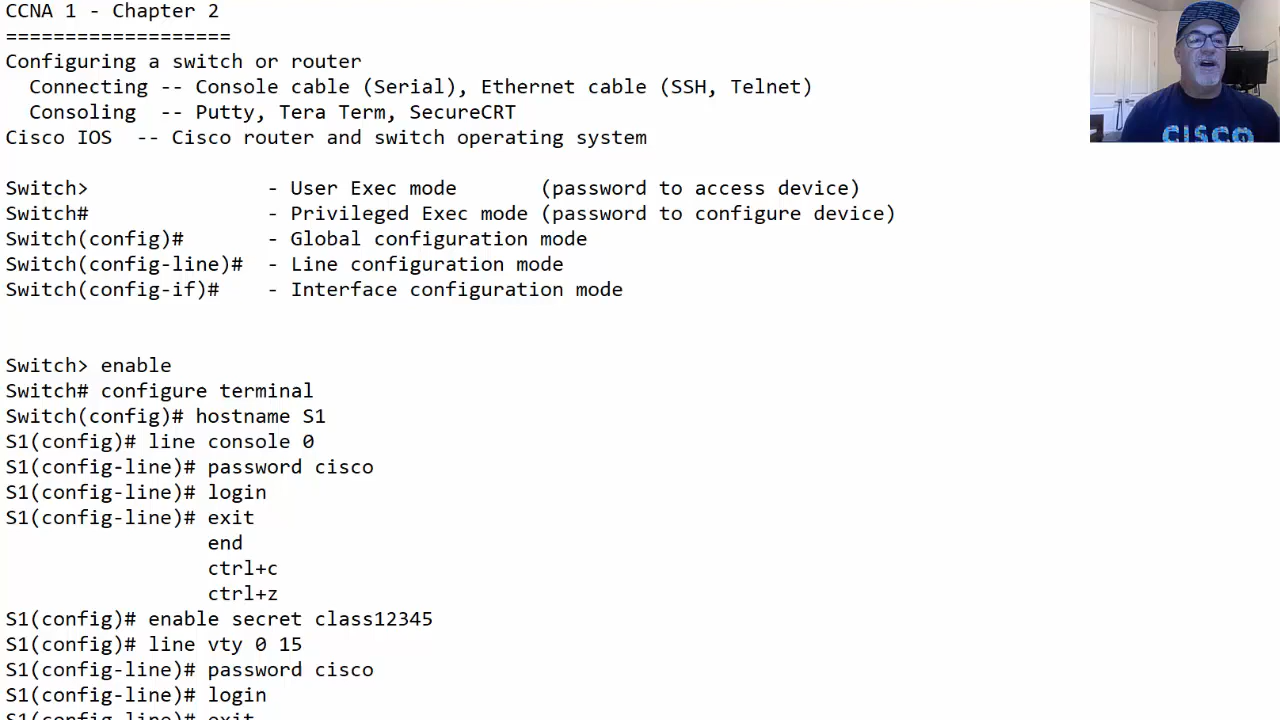 CCNA 1 - Chapter 2
===================
Configuring a switch or router
  Connecting -- Console cable (Serial), Ethernet cable (SSH, Telnet)
  Consoling  -- Putty, Tera Term, SecureCRT
Cisco IOS  -- Cisco router and switch operating system
Switch>               - User Exec mode       (password to access device)
Switch#               - Privileged Exec mode (password to configure device)
Switch(config)#       - Global configuration mode
Switch(config-line)#  - Line configuration mode
Switch(config-if)#    - Interface configuration mode
Switch> enable
Switch# configure terminal
Switch(config)# hostname S1
S1(config)# line console 0
S1(config-line)# password cisco
S1(config-line)# login
S1(config-line)# exit
                 end
                 ctrl+c
                 ctrl+z
S1(config)# enable secret class12345
S1(config)# line vty 0 15
S1(config-line)# password cisco
S1(config-line)# login
S1(config-line)# exit
CISCO